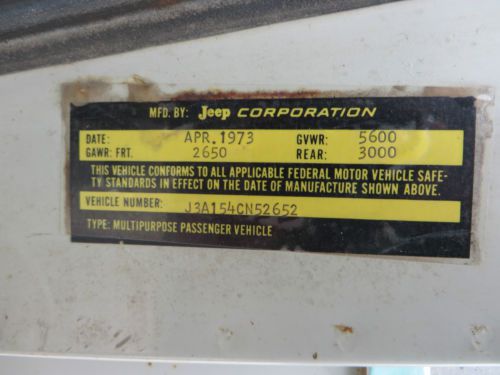 MFD. BY: Jeep CORPORATION
DATE: APR. 1973 GVWR: 5600
GAWR: FRT. 2650 REAR: 3000
THIS VEHICLE CONFORMS TO ALL APPLICABLE FEDERAL MOTOR VEHICLE SAFE-
TY STANDARDS IN EFFECT ON THE DATE OF MANUFACTURE SHOWN ABOVE.
VEHICLE NUMBER: J3A154CN52652
TYPE: MULTIPURPOSE PASSENGER VEHICLE